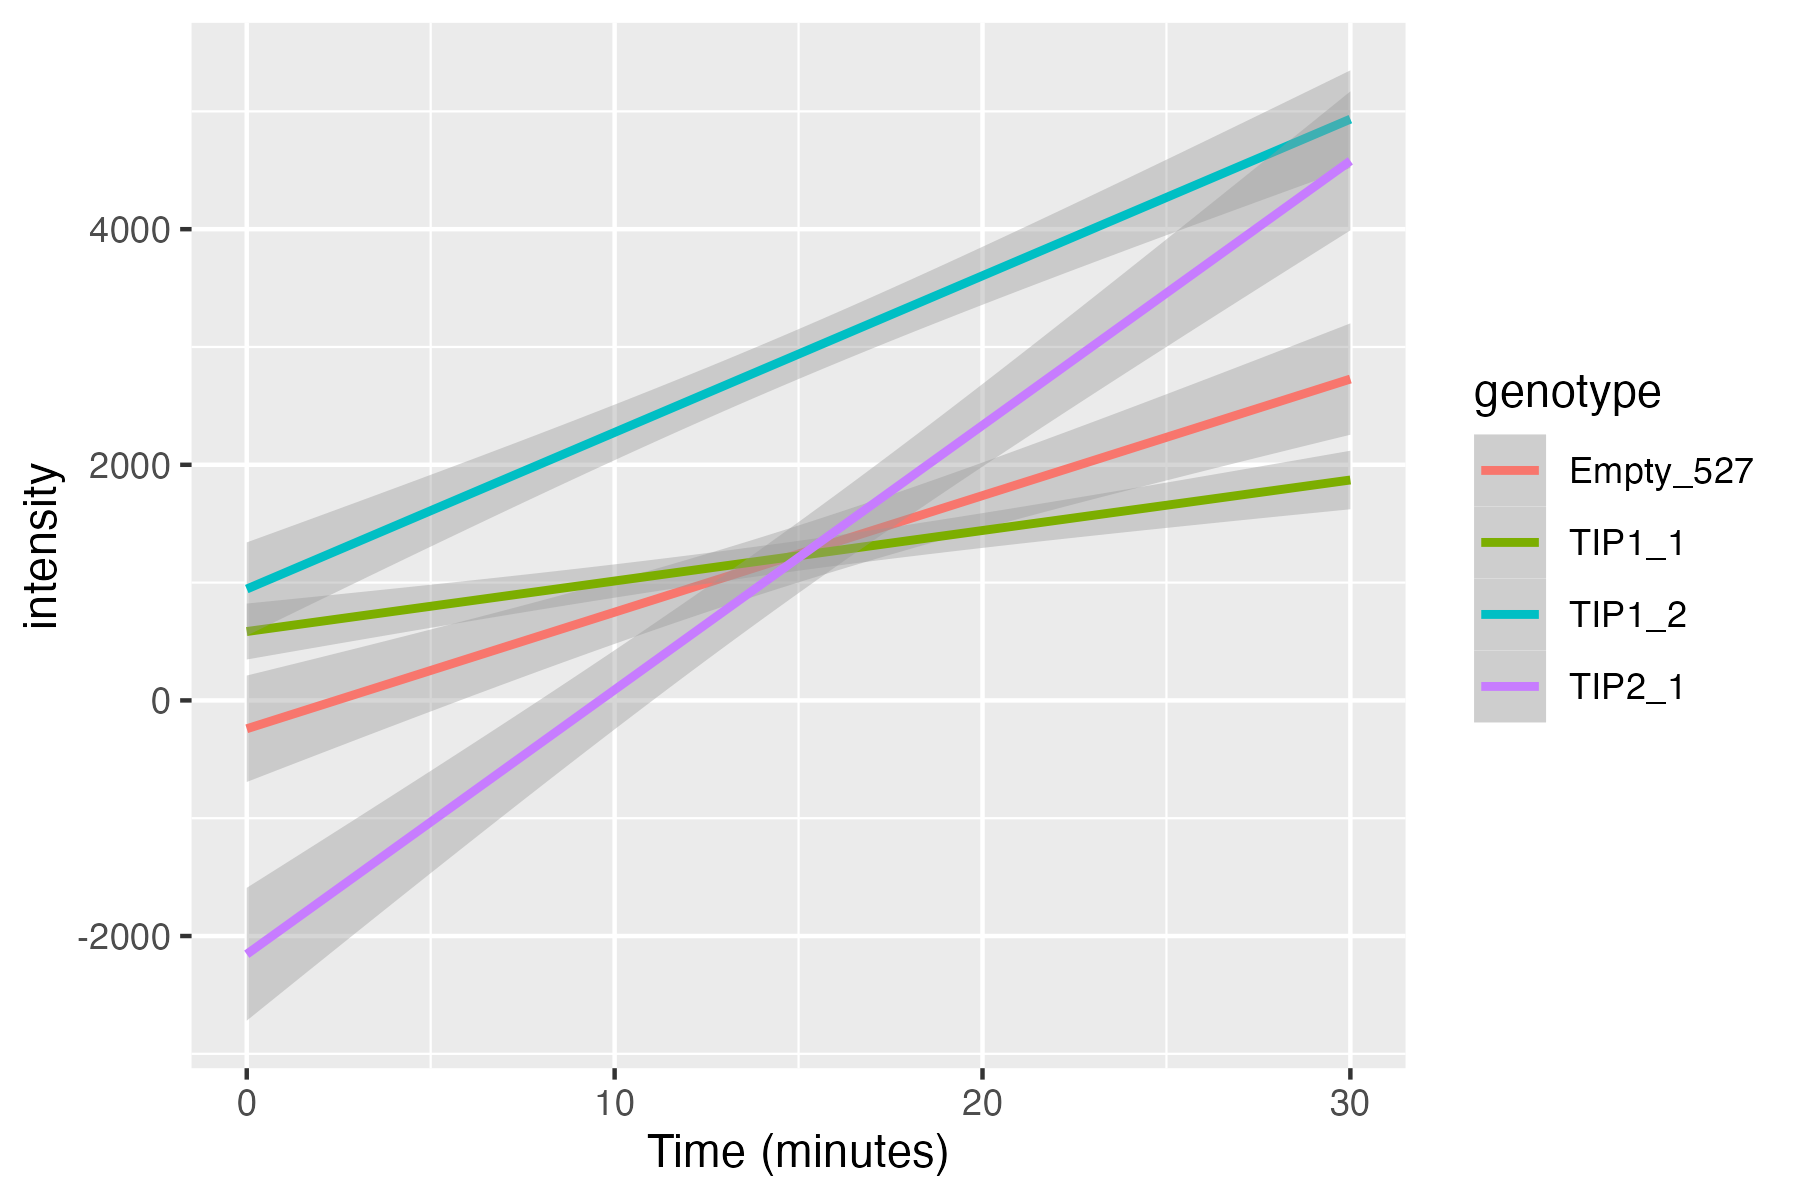 4000
2000
0
-2000
intensity
0
10
20
30
Time (minutes)
genotype
Empty_527
TIP1_1
TIP1_2
TIP2_1